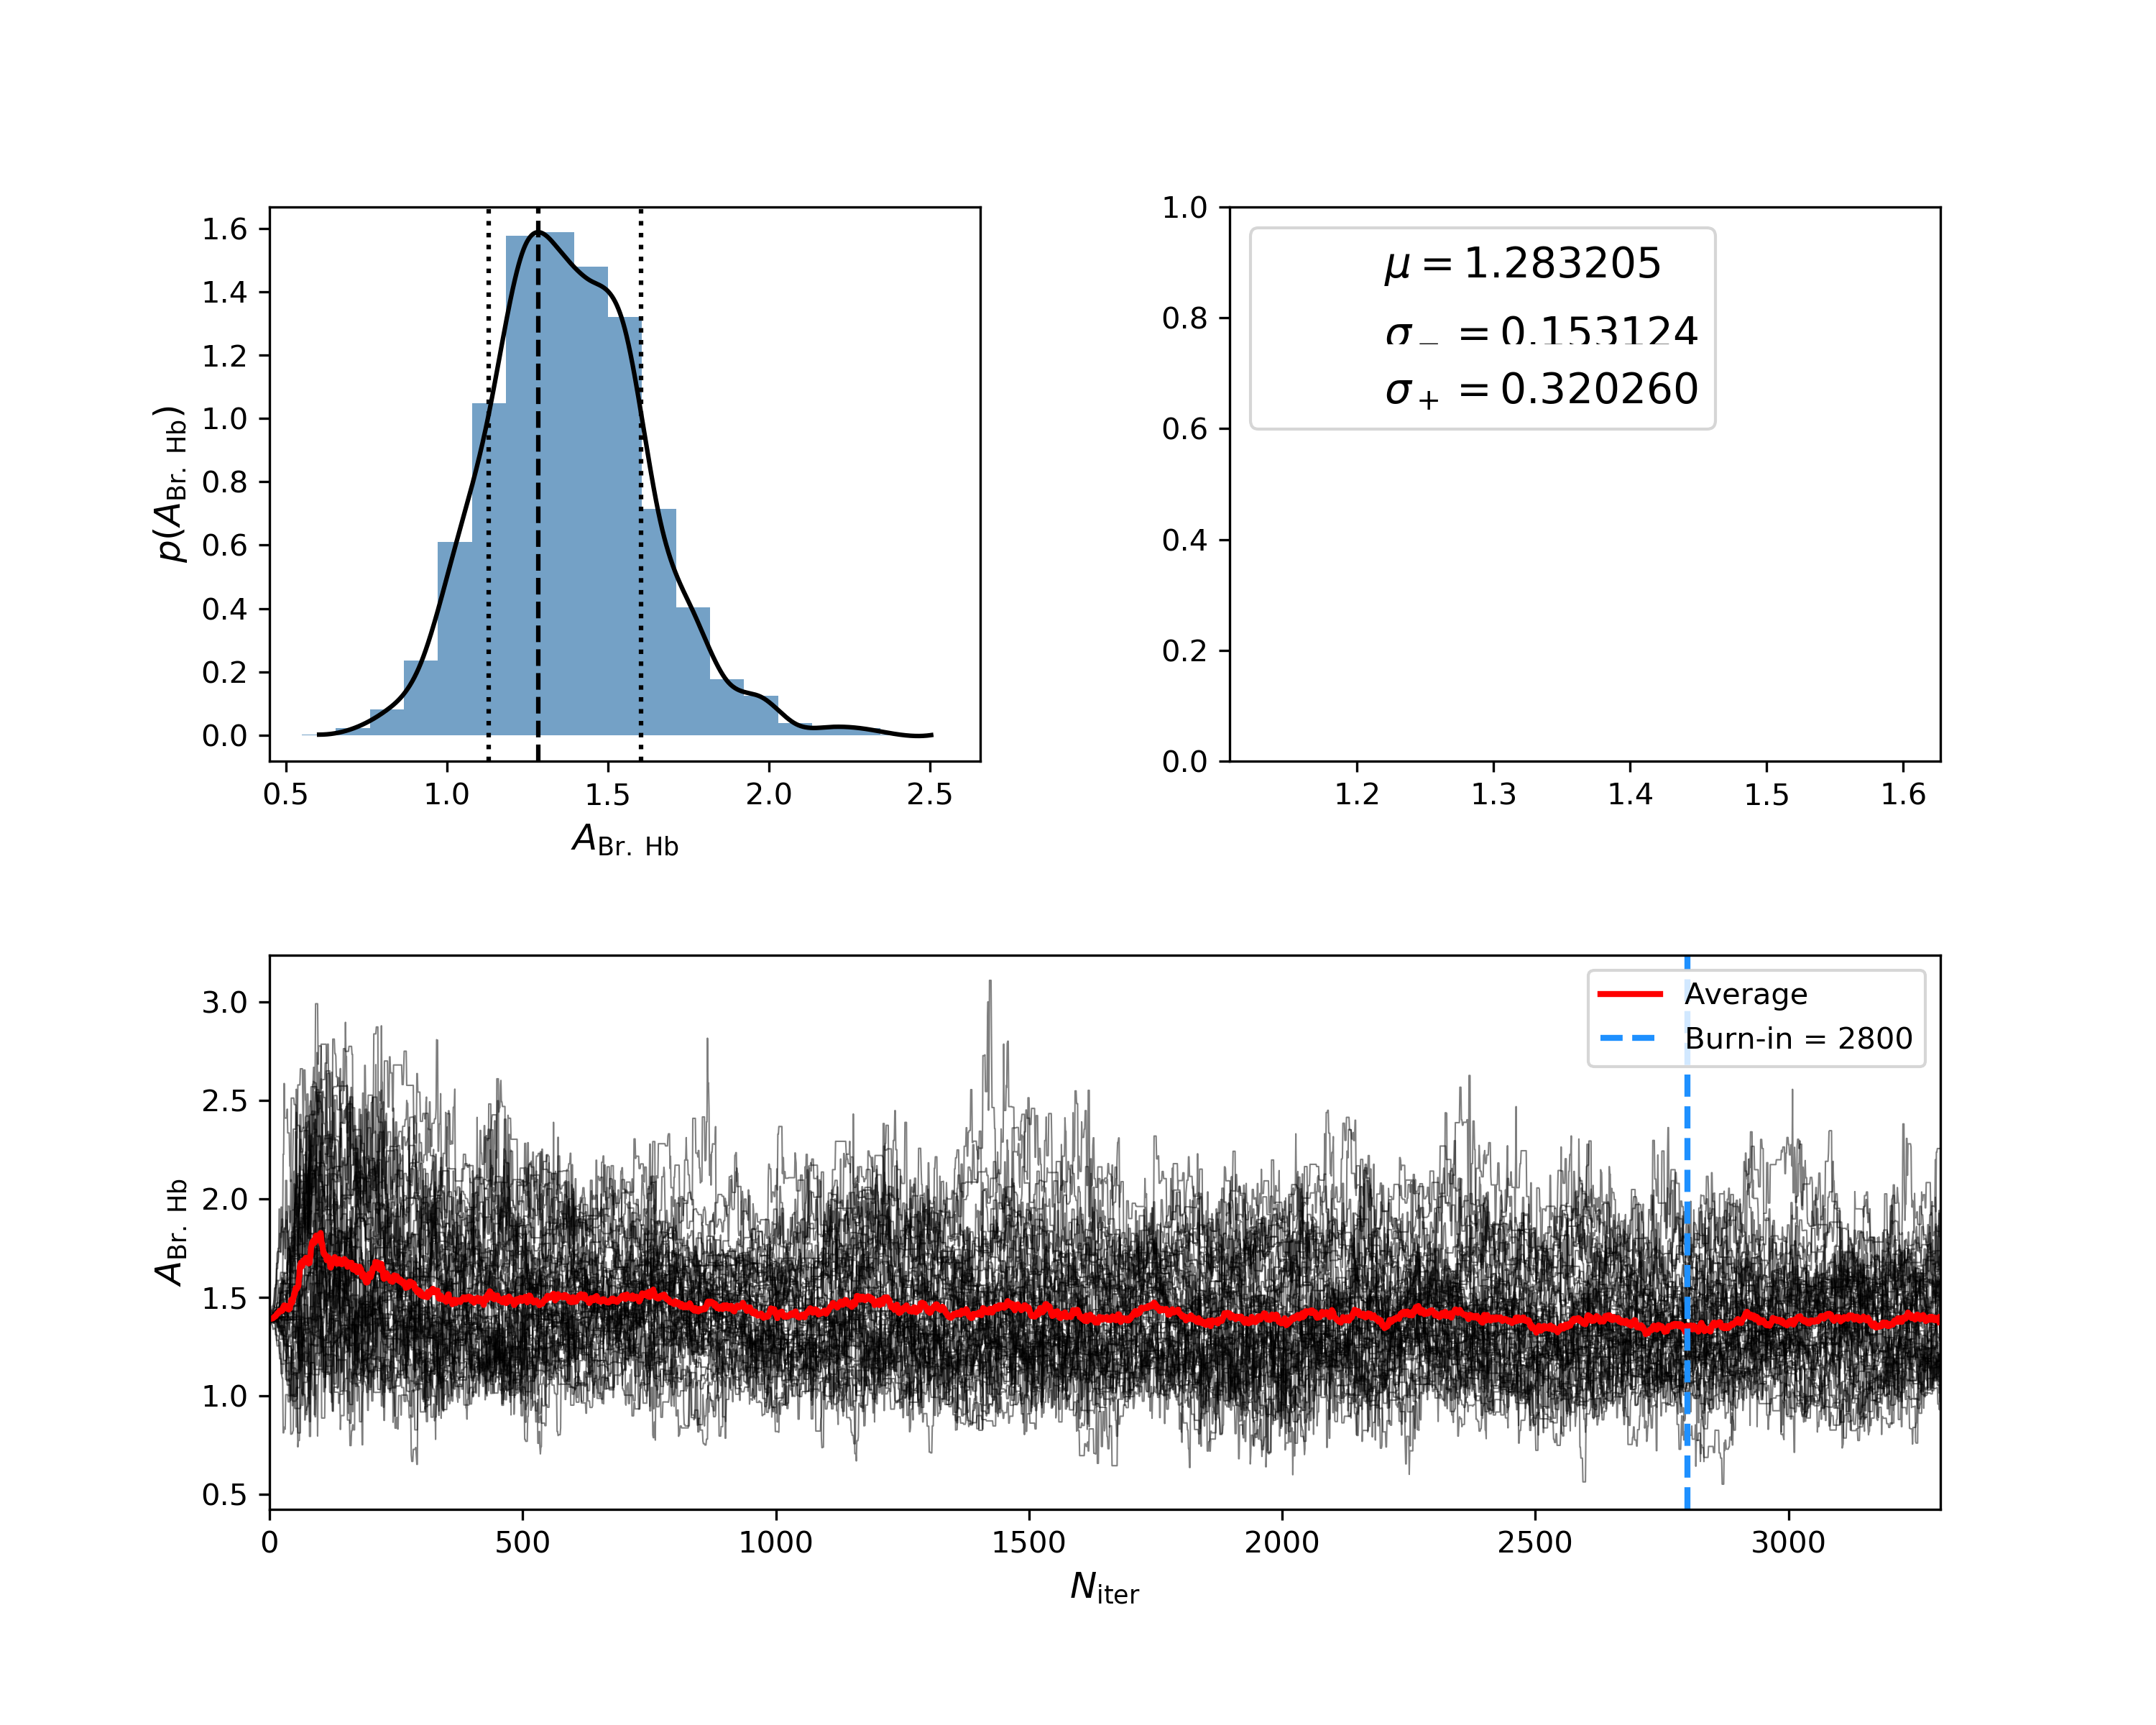 1.6
1.4
1.2
1.0
0.8
0.6
0.4
0.2
0.0
p(A_Br. Hb)
0.5 1.0 1.5 2.0 2.5
A_Br. Hb
1.0
0.8
0.6
0.4
0.2
0.0
μ = 1.283205
σ_− = 0.153124
σ_+ = 0.320260
1.2 1.3 1.4 1.5 1.6
3.0
2.5
2.0
1.5
1.0
0.5
A_Br. Hb
Average
Burn-in = 2800
0 500 1000 1500 2000 2500 3000
N_iter